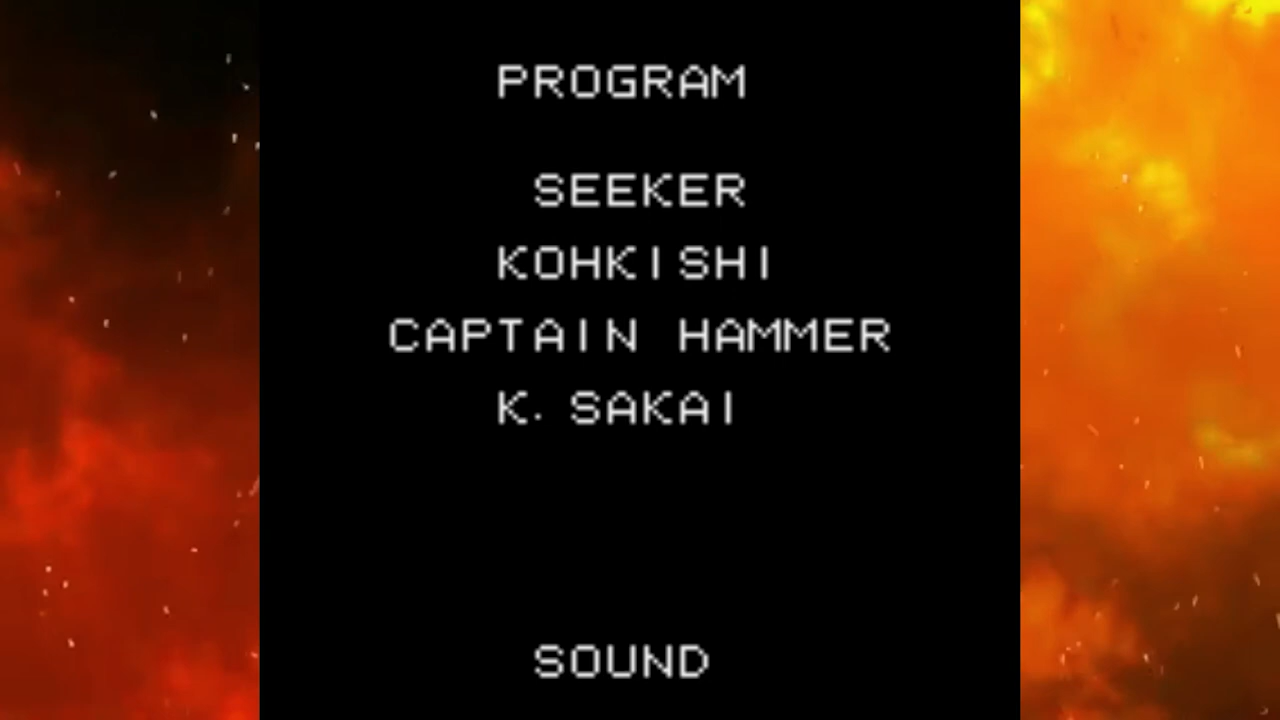 PROGRAM
SEEKER
KOHKISHI
CAPTAIN HAMMER
K. SAKAI
SOUND